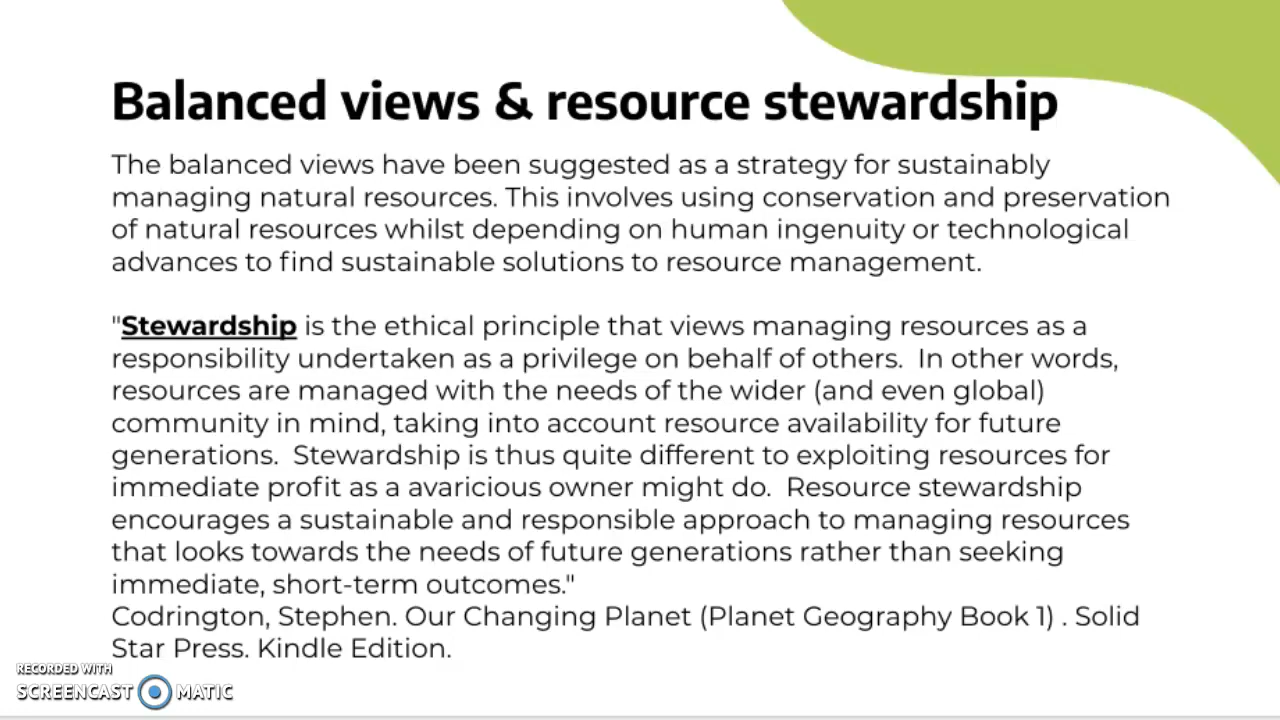 Balanced views & resource stewardship
The balanced views have been suggested as a strategy for sustainably
managing natural resources. This involves using conservation and preservation
of natural resources whilst depending on human ingenuity or technological
advances to find sustainable solutions to resource management.
"Stewardship is the ethical principle that views managing resources as a
responsibility undertaken as a privilege on behalf of others.  In other words,
resources are managed with the needs of the wider (and even global)
community in mind, taking into account resource availability for future
generations.  Stewardship is thus quite different to exploiting resources for
immediate profit as a avaricious owner might do.  Resource stewardship
encourages a sustainable and responsible approach to managing resources
that looks towards the needs of future generations rather than seeking
immediate, short-term outcomes."
Codrington, Stephen. Our Changing Planet (Planet Geography Book 1) . Solid
Star Press. Kindle Edition.
RECORDED WITH
SCREENCAST MATIC